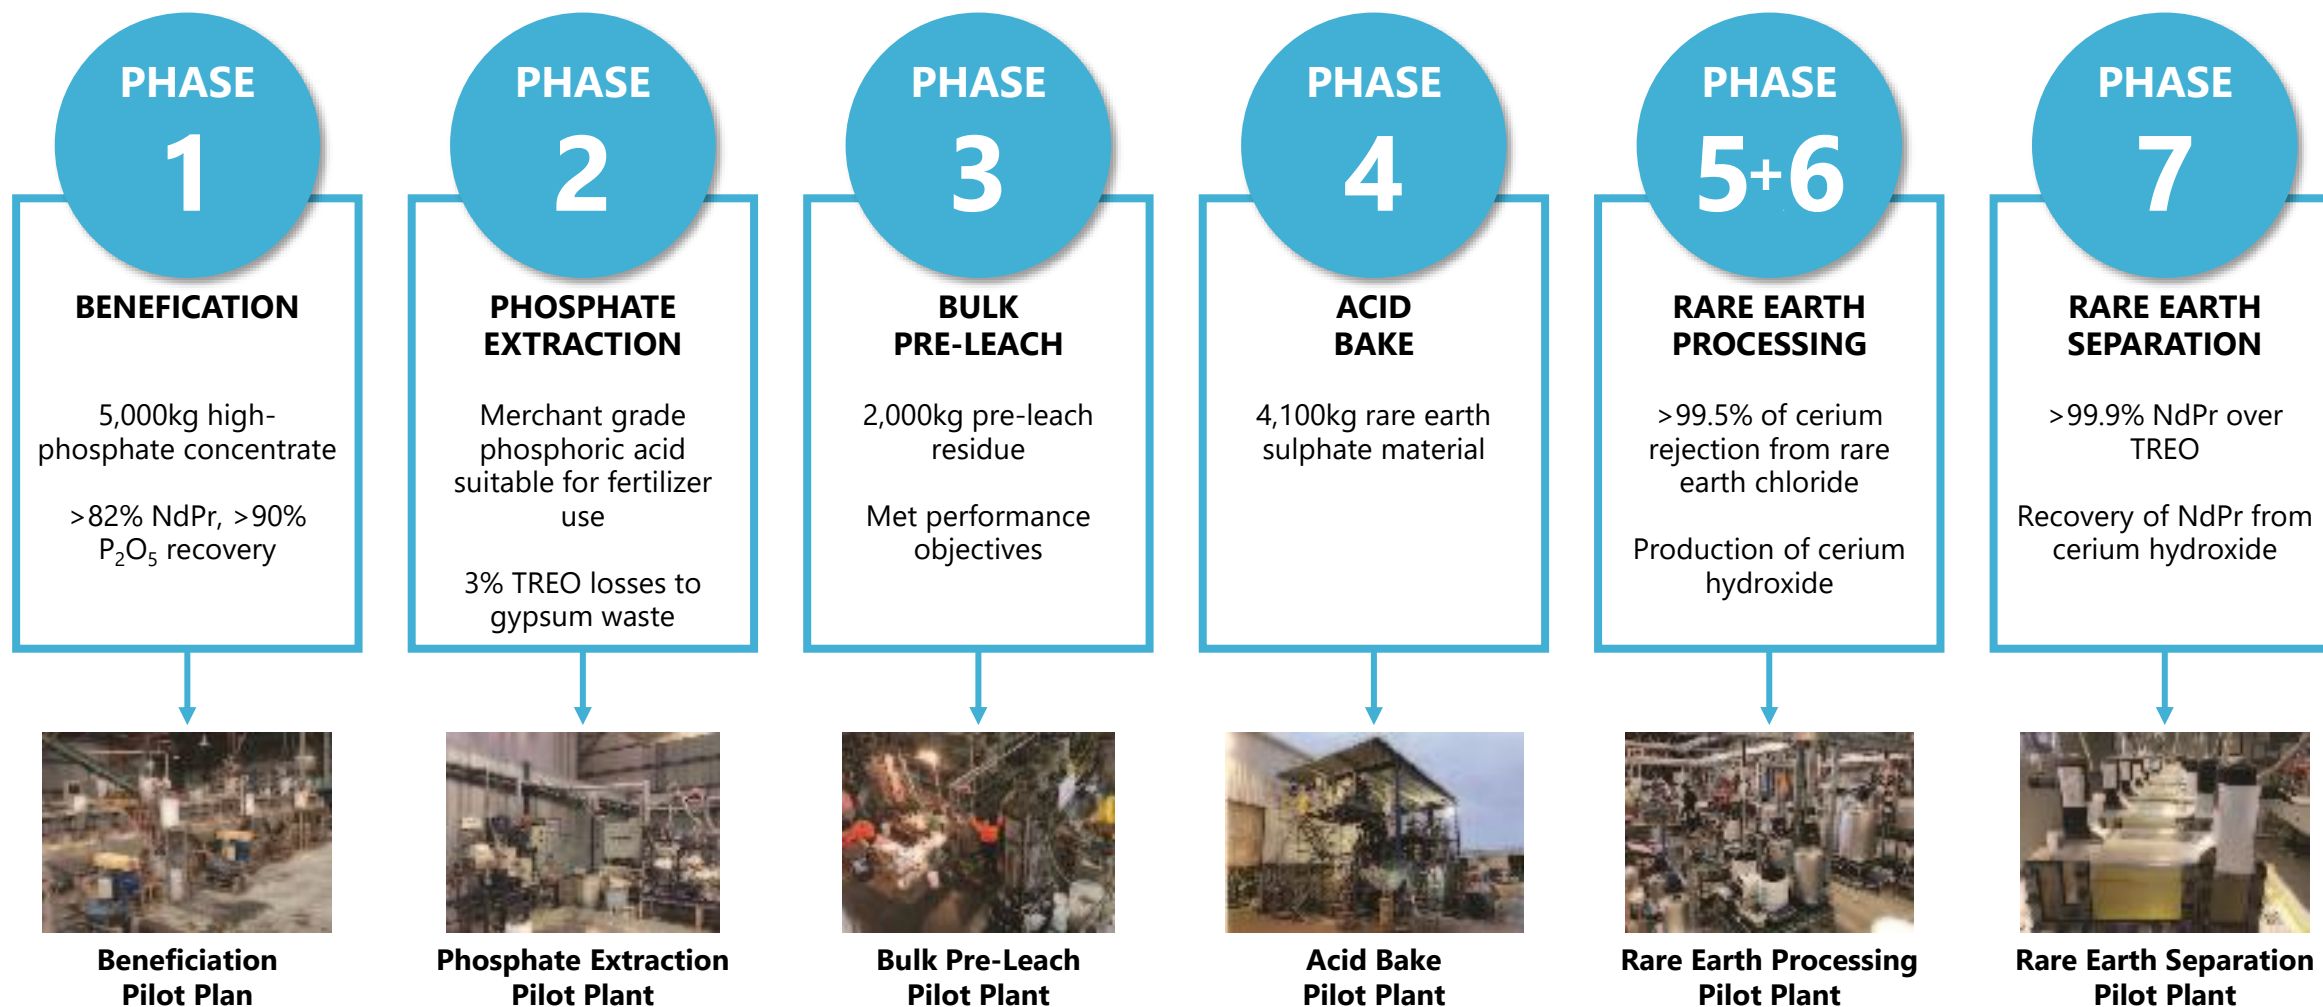 PHASE
1
BENEFICATION
5,000kg high-
phosphate concentrate
>82% NdPr, >90%
P₂O₅ recovery
Beneficiation
Pilot Plan
PHASE
2
PHOSPHATE
EXTRACTION
Merchant grade
phosphoric acid
suitable for fertilizer
use
3% TREO losses to
gypsum waste
Phosphate Extraction
Pilot Plant
PHASE
3
BULK
PRE-LEACH
2,000kg pre-leach
residue
Met performance
objectives
Bulk Pre-Leach
Pilot Plant
PHASE
4
ACID
BAKE
4,100kg rare earth
sulphate material
Acid Bake
Pilot Plant
PHASE
5+6
RARE EARTH
PROCESSING
>99.5% of cerium
rejection from rare
earth chloride
Production of cerium
hydroxide
Rare Earth Processing
Pilot Plant
PHASE
7
RARE EARTH
SEPARATION
>99.9% NdPr over
TREO
Recovery of NdPr from
cerium hydroxide
Rare Earth Separation
Pilot Plant